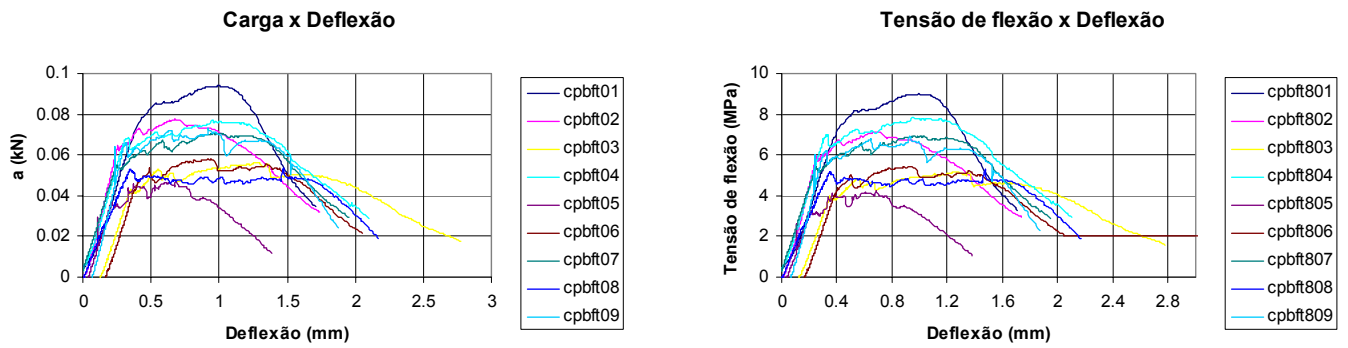 Carga x Deflexão
0.1
0.08
0.06
0.04
0.02
0
0
0.5
1
1.5
2
2.5
3
a (kN)
Deflexão (mm)
cpbft01
cpbft02
cpbft03
cpbft04
cpbft05
cpbft06
cpbft07
cpbft08
cpbft09
Tensão de flexão x Deflexão
10
8
6
4
2
0
0
0.4
0.8
1.2
1.6
2
2.4
2.8
Tensão de flexão (MPa)
Deflexão (mm)
cpbft801
cpbft802
cpbft803
cpbft804
cpbft805
cpbft806
cpbft807
cpbft808
cpbft809